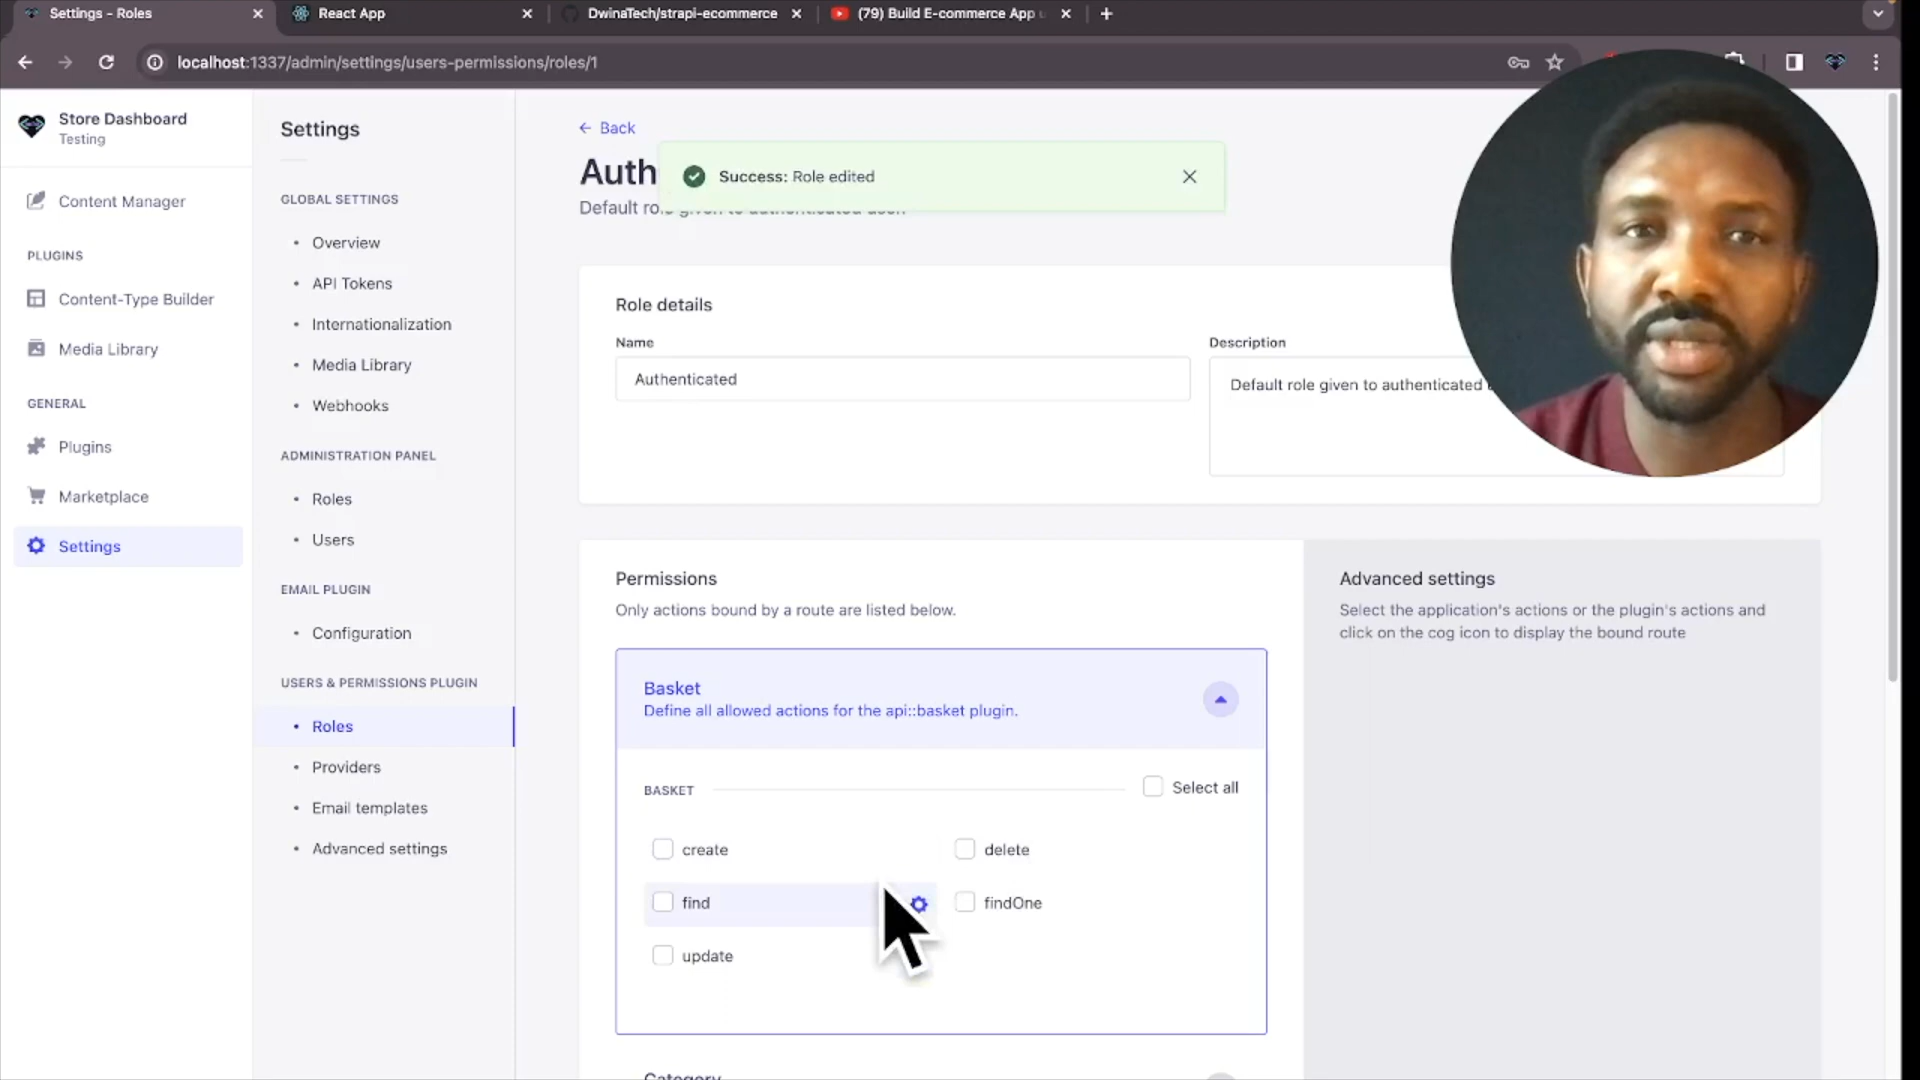 Settings - Roles
React App
DwinaTech/strapi-ecommerce
(79) Build E-commerce App
localhost:1337/admin/settings/users-permissions/roles/1
Store Dashboard
Testing
Content Manager
PLUGINS
Content-Type Builder
Media Library
GENERAL
Plugins
Marketplace
Settings
Settings
GLOBAL SETTINGS
Overview
API Tokens
Internationalization
Media Library
Webhooks
ADMINISTRATION PANEL
Roles
Users
EMAIL PLUGIN
Configuration
USERS & PERMISSIONS PLUGIN
Roles
Providers
Email templates
Advanced settings
Back
Auth
Success: Role edited
Default role given to authenticated user.
Role details
Name
Authenticated
Description
Default role given to authenticated
Permissions
Only actions bound by a route are listed below.
Basket
Define all allowed actions for the api::basket plugin.
BASKET
Select all
create
delete
find
findOne
update
Category
Advanced settings
Select the application's actions or the plugin's actions and
click on the cog icon to display the bound route